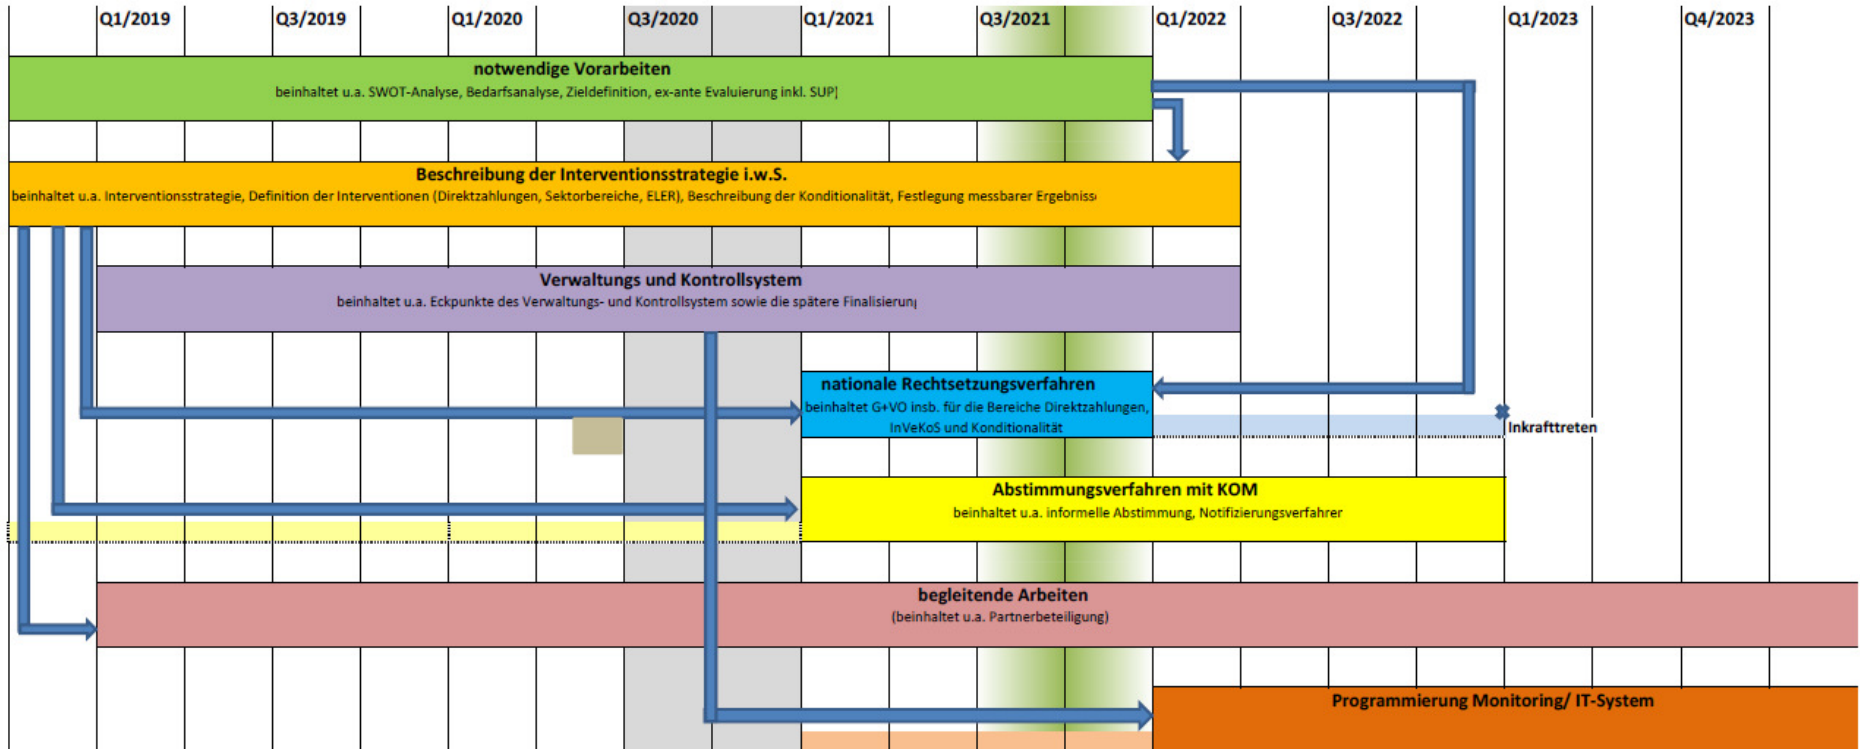 Q1/2019 Q3/2019 Q1/2020 Q3/2020 Q1/2021 Q3/2021 Q1/2022 Q3/2022 Q1/2023 Q4/2023
notwendige Vorarbeiten
beinhaltet u.a. SWOT-Analyse, Bedarfsanalyse, Zieldefinition, ex-ante Evaluierung inkl. SUP)
Beschreibung der Interventionsstrategie i.w.S.
beinhaltet u.a. Interventionsstrategie, Definition der Interventionen (Direktzahlungen, Sektorbereiche, ELER), Beschreibung der Konditionalität, Festlegung messbarer Ergebniss
Verwaltungs und Kontrollsystem
beinhaltet u.a. Eckpunkte des Verwaltungs- und Kontrollsystem sowie die spätere Finalisierun
nationale Rechtsetzungsverfahren
beinhaltet G+VO insb. für die Bereiche Direktzahlungen,
InVeKoS und Konditionalität
Inkrafttreten
Abstimmungsverfahren mit KOM
beinhaltet u.a. informelle Abstimmung, Notifizierungsverfahrer
begleitende Arbeiten
(beinhaltet u.a. Partnerbeteiligung)
Programmierung Monitoring/ IT-System